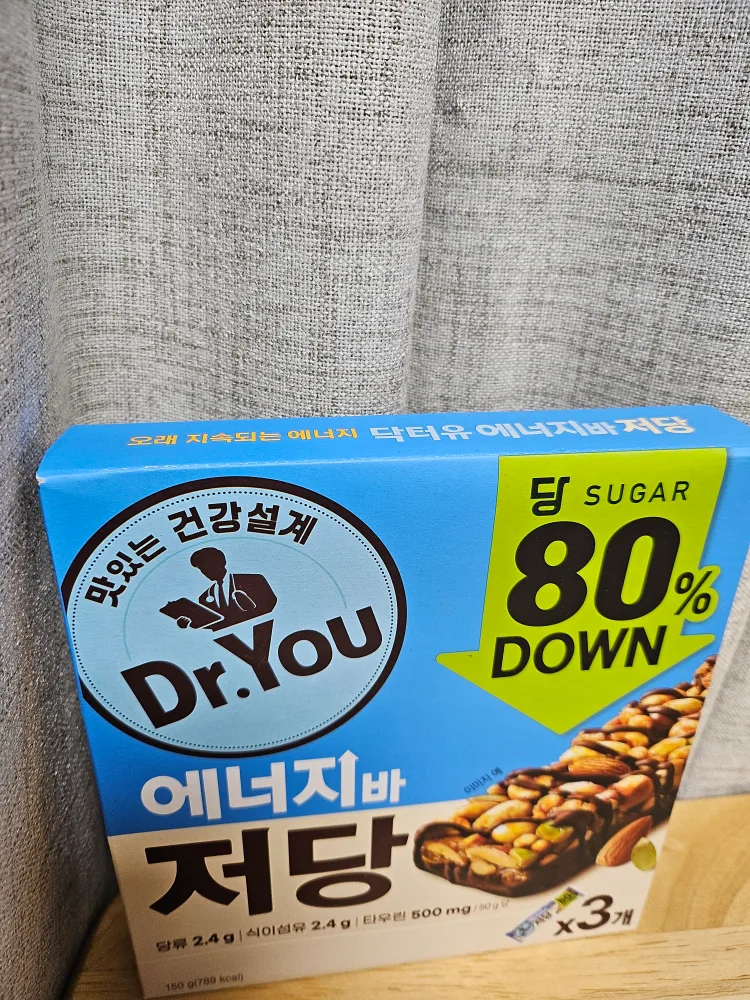 오래 지속되는 에너지 닥터유 에너지바 저당
맛있는 건강설계
Dr.You
당 SUGAR
80%
DOWN
에너지바
저당
이미지 예
당류 2.4 g | 식이섬유 2.4 g | 타우린 500 mg / 50 g 당
x3개
150 g(789 kcal)